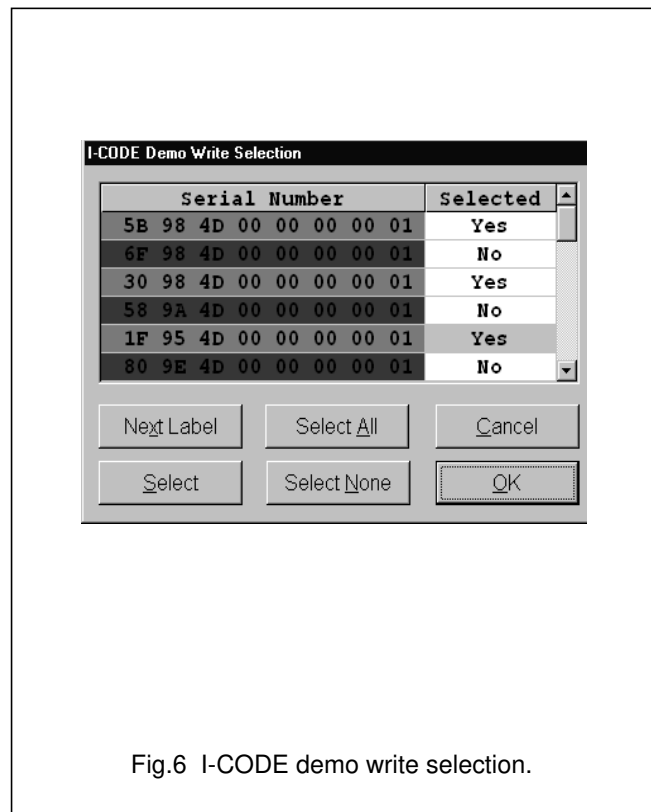 I-CODE Demo Write Selection
Serial Number Selected
5B 98 4D 00 00 00 00 01 Yes
6F 98 4D 00 00 00 00 01 No
30 98 4D 00 00 00 00 01 Yes
58 9A 4D 00 00 00 00 01 No
1F 95 4D 00 00 00 00 01 Yes
80 9E 4D 00 00 00 00 01 No
Next Label Select All Cancel
Select Select None OK
Fig.6 I-CODE demo write selection.